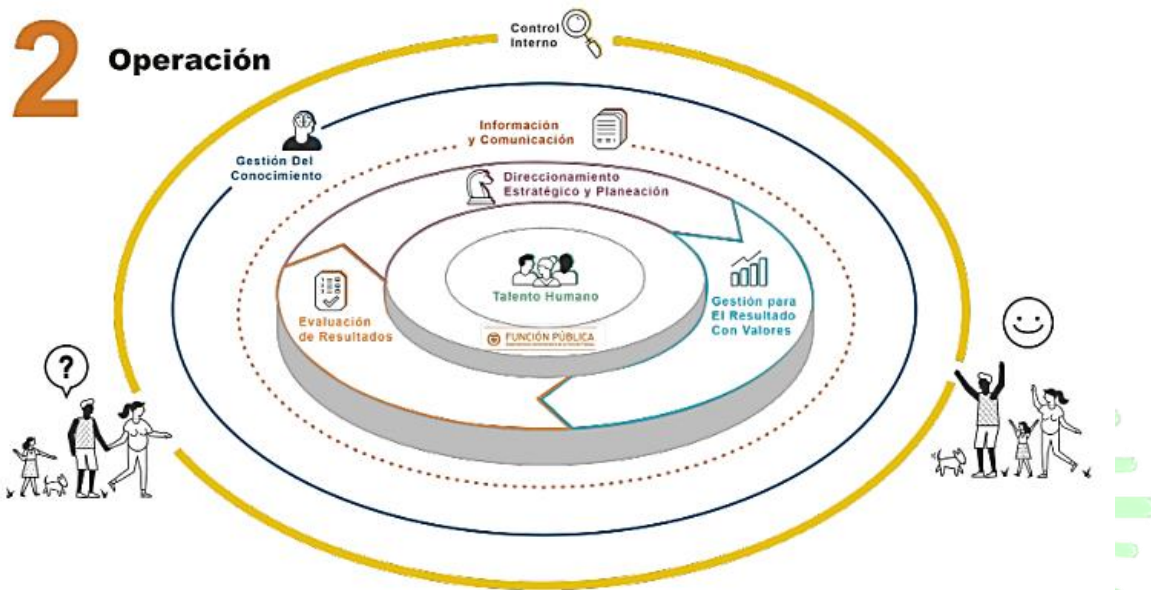 2 Operación
Control
Interno
Información
y Comunicación
Gestión Del
Conocimiento
Direccionamiento
Estratégico y Planeación
Talento Humano
Gestión para
El Resultado
Con Valores
Evaluación
de Resultados
FUNCIÓN PÚBLICA
?